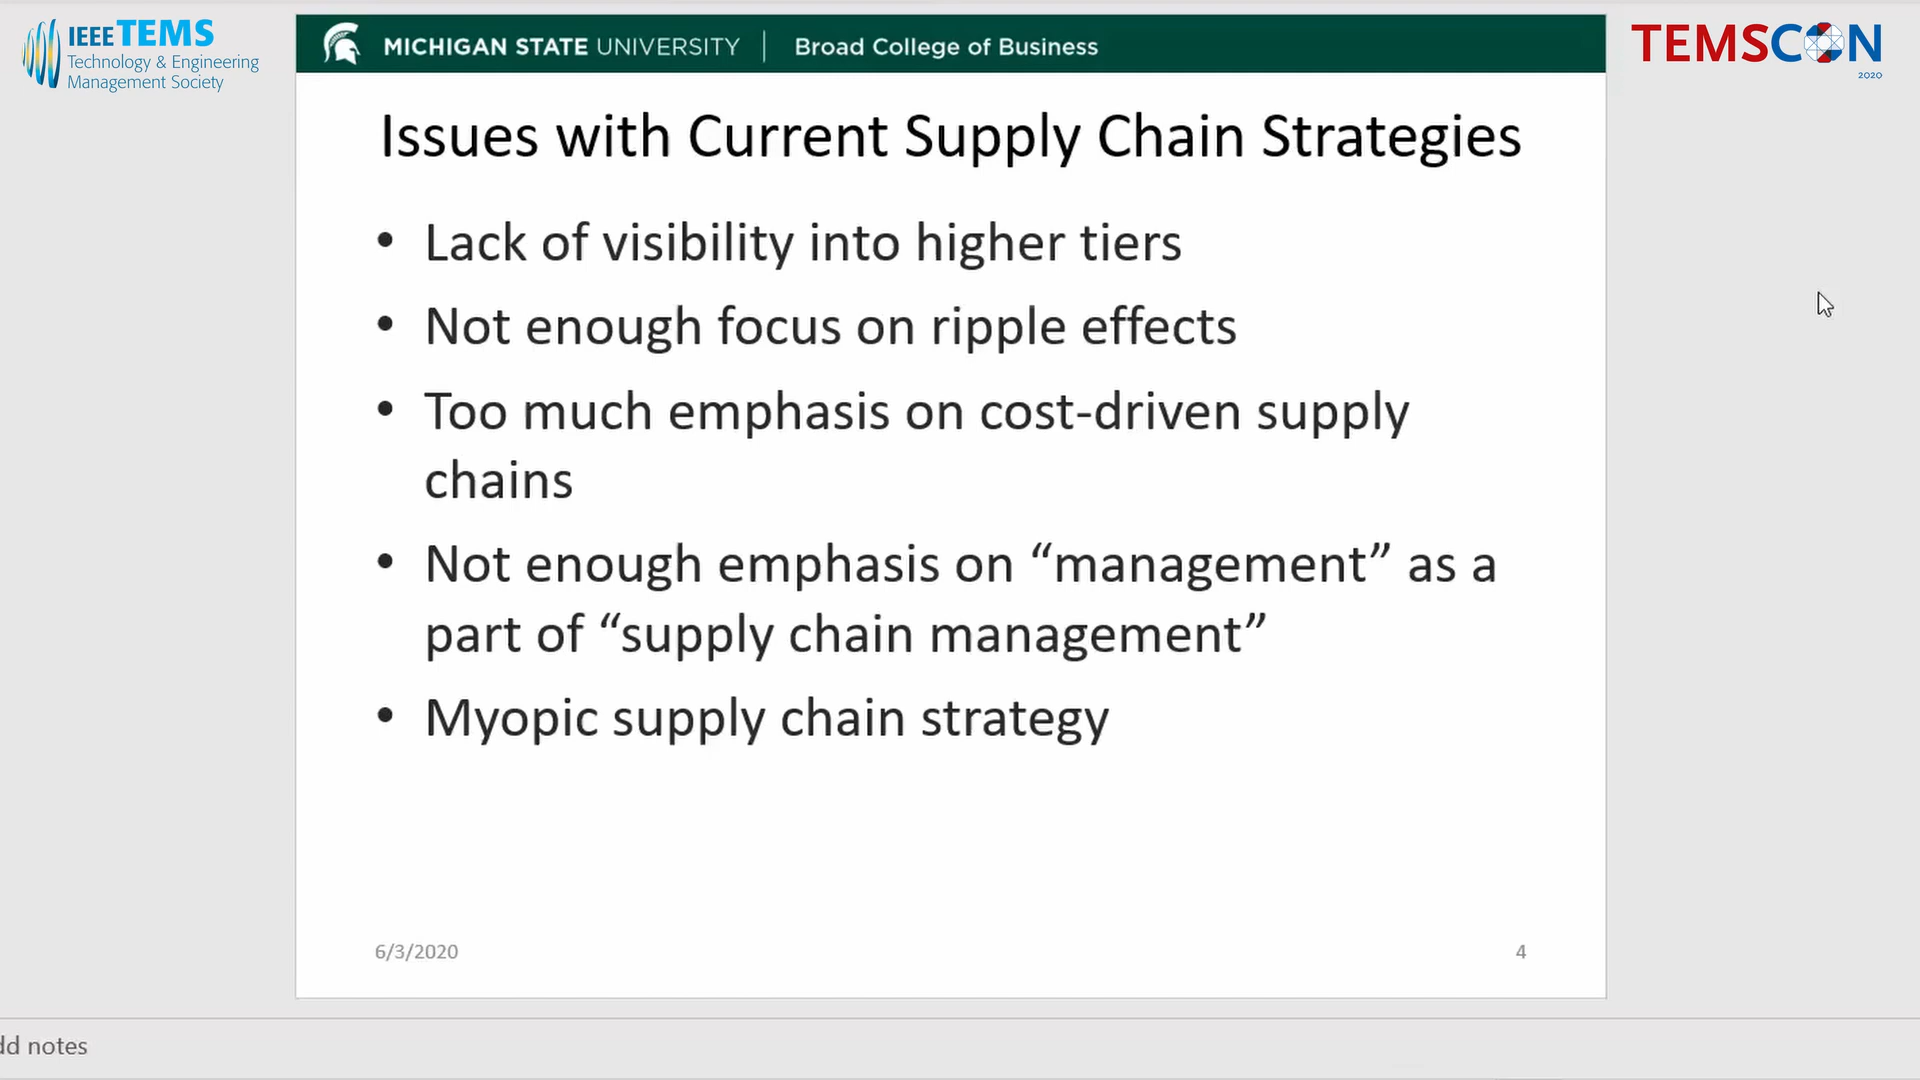 IEEE TEMS
Technology & Engineering
Management Society
MICHIGAN STATE UNIVERSITY | Broad College of Business
TEMSCON
2020
Issues with Current Supply Chain Strategies
• Lack of visibility into higher tiers
• Not enough focus on ripple effects
• Too much emphasis on cost-driven supply
chains
• Not enough emphasis on “management” as a
part of “supply chain management”
• Myopic supply chain strategy
6/3/2020
4
dd notes